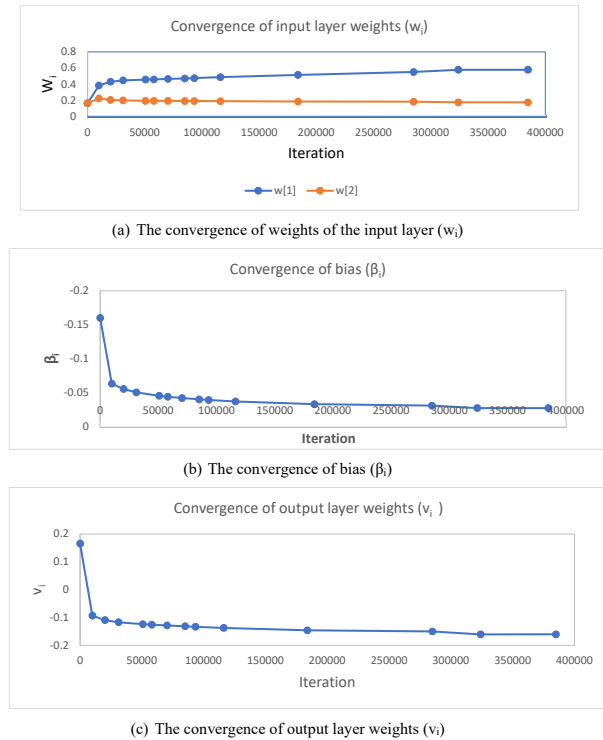 Convergence of input layer weights (wᵢ)
0.8
0.6
0.4
0.2
0
Wᵢ
0 50000 100000 150000 200000 250000 300000 350000 400000
Iteration
w[1] w[2]
(a) The convergence of weights of the input layer (wᵢ)
Convergence of bias (βᵢ)
-0.2
-0.15
-0.1
-0.05
0
βᵢ
0 50000 100000 150000 200000 250000 300000 350000 400000
Iteration
(b) The convergence of bias (βᵢ)
Convergence of output layer weights (vᵢ )
0.2
0.1
0
-0.1
-0.2
vᵢ
0 50000 100000 150000 200000 250000 300000 350000 400000
Iteration
(c) The convergence of output layer weights (vᵢ)